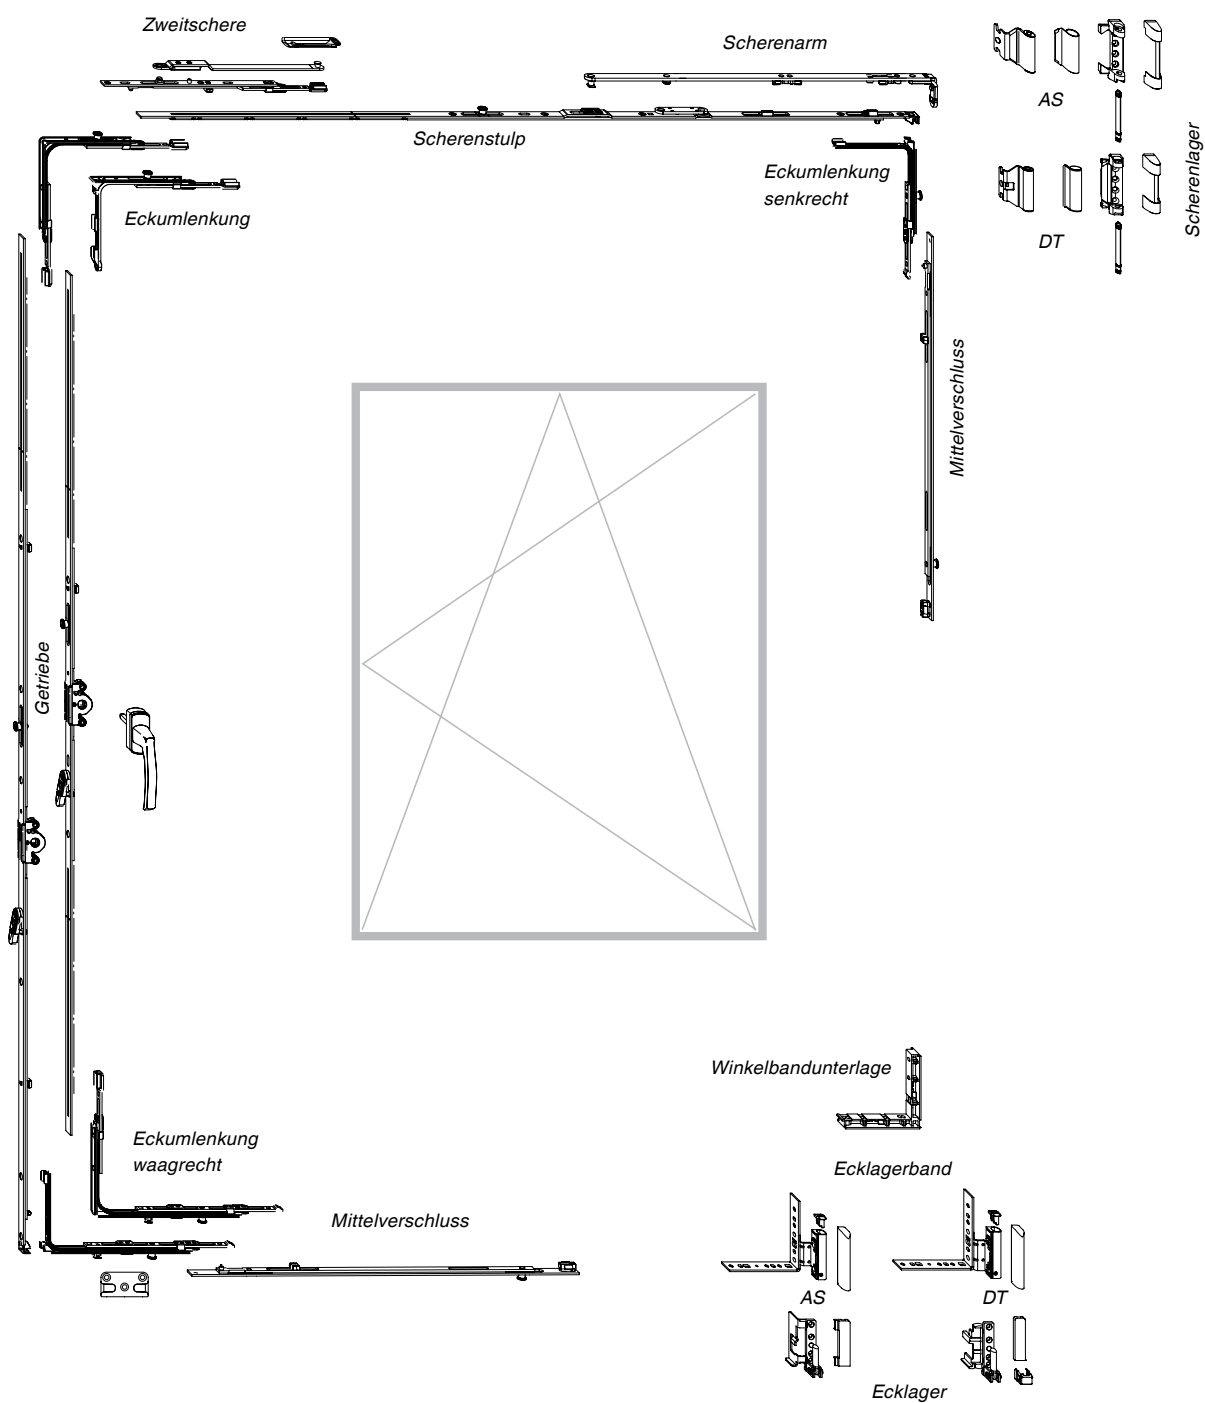 Zweitschere
Scherenarm
AS
Scherenstulp
Scherenlager
Eckumlenkung
senkrecht
Eckumlenkung
DT
Mittelverschluss
Getriebe
Winkelbandunterlage
Eckumlenkung
waagrecht
Ecklagerband
Mittelverschluss
AS
DT
Ecklager